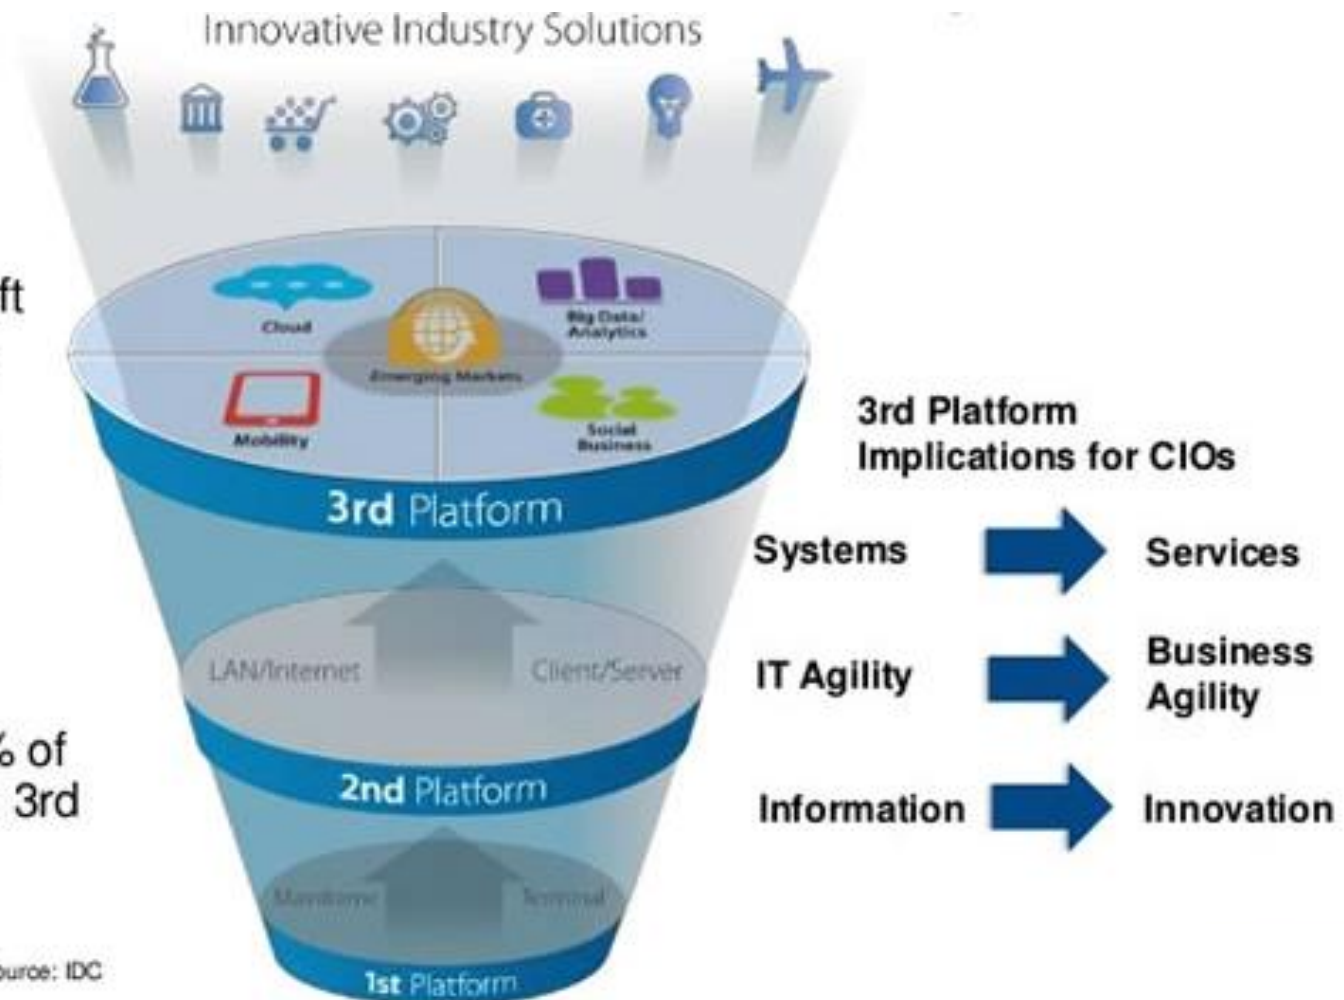 Innovative Industry Solutions
ft
Cloud
Big Data/
Analytics
Emerging Markets
Mobility
Social
Business
3rd Platform
3rd Platform
Implications for CIOs
Systems
Services
IT Agility
Business
Agility
Information
Innovation
LAN/Internet
Client/Server
% of
3rd
2nd Platform
Mainframe
Terminal
1st Platform
ource: IDC